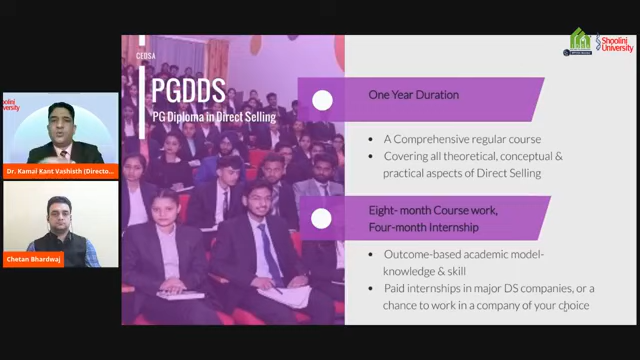 Shoolini
University
Shoolini
University
CEDSA
PGDDS
PG Diploma in Direct Selling
One Year Duration
• A Comprehensive regular course
• Covering all theoretical, conceptual &
practical aspects of Direct Selling
Eight- month Course work,
Four-month Internship
• Outcome-based academic model-
knowledge & skill
• Paid internships in major DS companies, or a
chance to work in a company of your choice
Dr. Kamal Kant Vashisth (Directo...
Chetan Bhardwaj